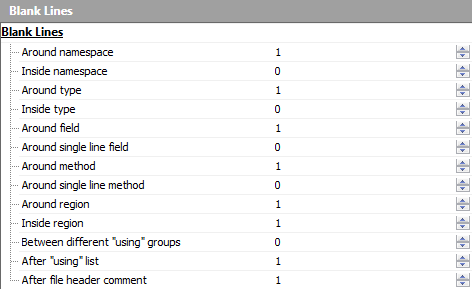 Blank Lines
Blank Lines
Around namespace 1
Inside namespace 0
Around type 1
Inside type 0
Around field 1
Around single line field 0
Around method 1
Around single line method 0
Around region 1
Inside region 1
Between different "using" groups 0
After "using" list 1
After file header comment 1